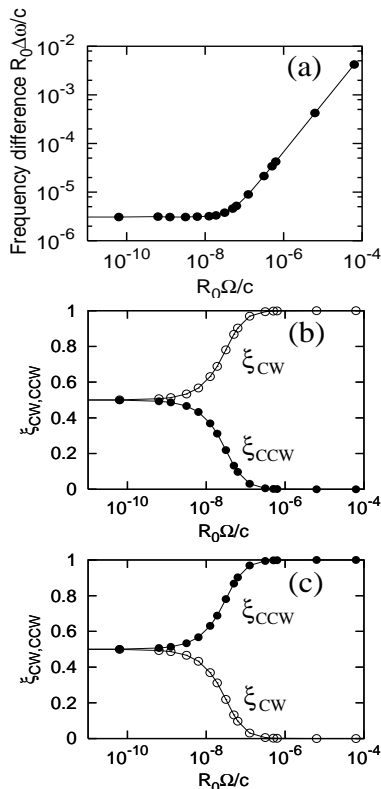 (a)
Frequency difference R₀Δω/c
10⁻²
10⁻³
10⁻⁴
10⁻⁵
10⁻⁶
10⁻¹⁰ 10⁻⁸ 10⁻⁶ 10⁻⁴
R₀Ω/c
(b)
ξCW,CCW
1
0.8
0.6
0.4
0.2
0
ξCW
ξCCW
10⁻¹⁰ 10⁻⁸ 10⁻⁶ 10⁻⁴
R₀Ω/c
(c)
ξCW,CCW
1
0.8
0.6
0.4
0.2
0
ξCCW
ξCW
10⁻¹⁰ 10⁻⁸ 10⁻⁶ 10⁻⁴
R₀Ω/c